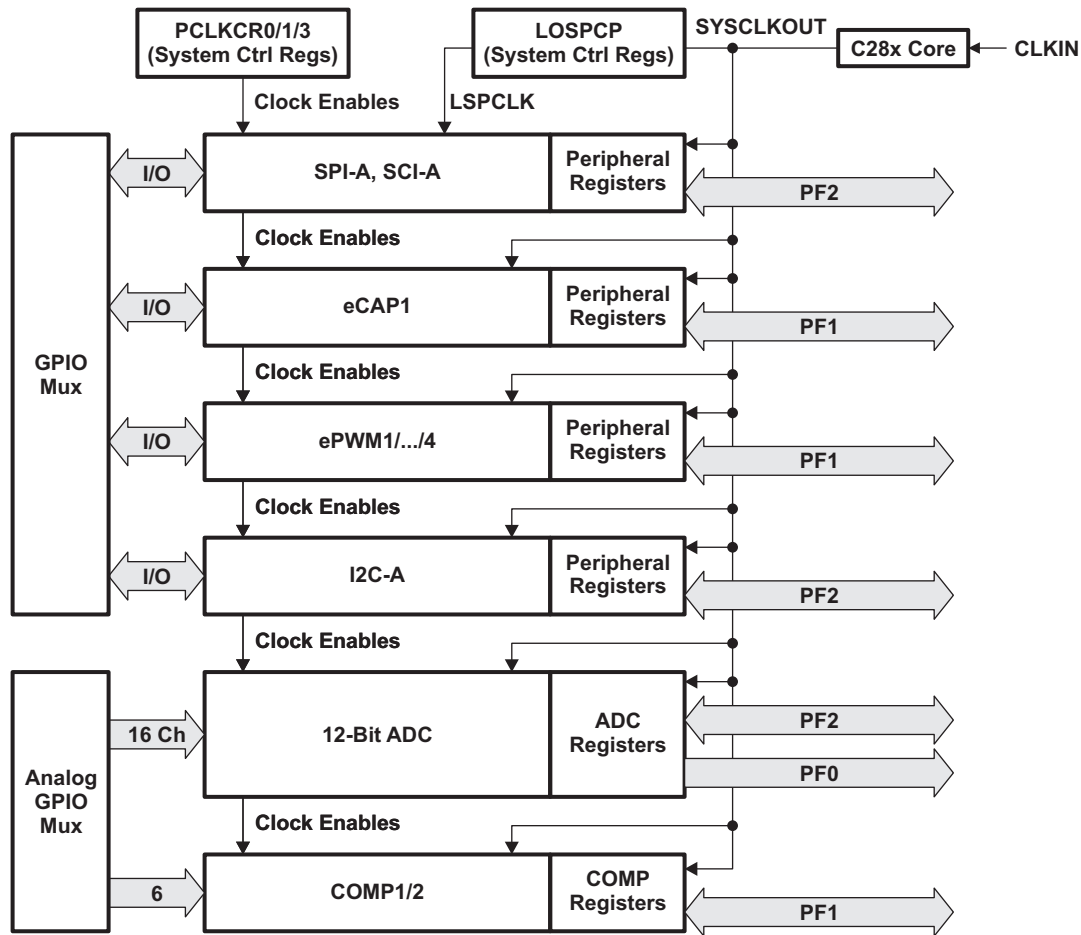 PCLKCR0/1/3
(System Ctrl Regs)
LOSPCP
(System Ctrl Regs)
SYSCLKOUT
C28x Core
CLKIN
Clock Enables
LSPCLK
I/O
SPI-A, SCI-A
Peripheral
Registers
PF2
Clock Enables
I/O
eCAP1
Peripheral
Registers
PF1
GPIO
Mux
Clock Enables
I/O
ePWM1/.../4
Peripheral
Registers
PF1
Clock Enables
I/O
I2C-A
Peripheral
Registers
PF2
Clock Enables
16 Ch
12-Bit ADC
ADC
Registers
PF2
PF0
Analog
GPIO
Mux
Clock Enables
6
COMP1/2
COMP
Registers
PF1